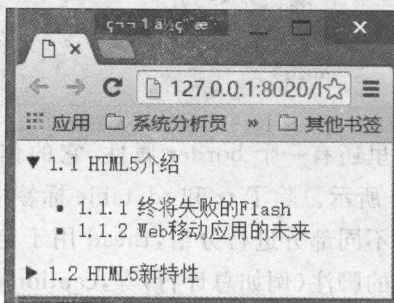 127.0.0.1:8020/
应用 系统分析员 » 其他书签
▼ 1.1 HTML5介绍
▪ 1.1.1 终将失败的Flash
▪ 1.1.2 Web移动应用的未来
▶ 1.2 HTML5新特性